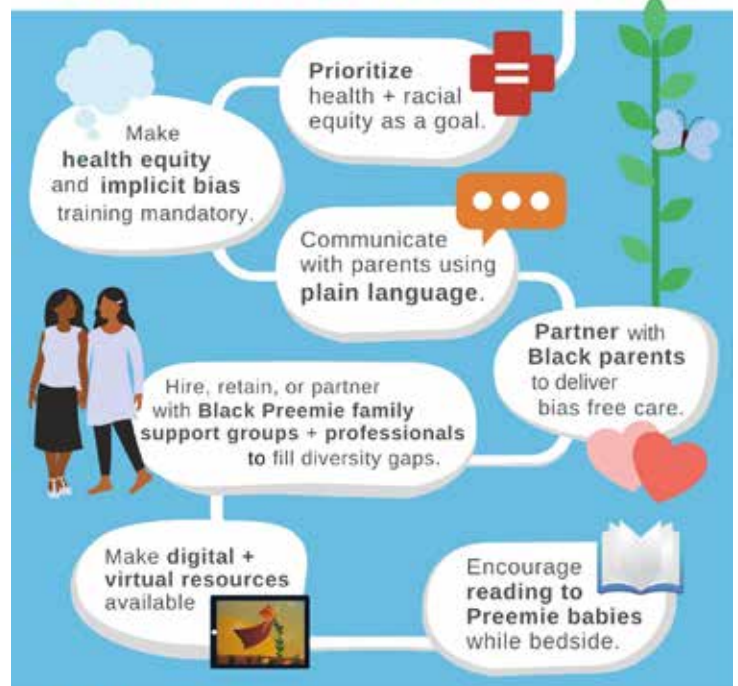 Prioritize
health + racial
equity as a goal.
Make
health equity
and implicit bias
training mandatory.
Communicate
with parents using
plain language.
Partner with
Black parents
to deliver
bias free care.
Hire, retain, or partner
with Black Preemie family
support groups + professionals
to fill diversity gaps.
Make digital +
virtual resources
available
Encourage
reading to
Preemie babies
while bedside.